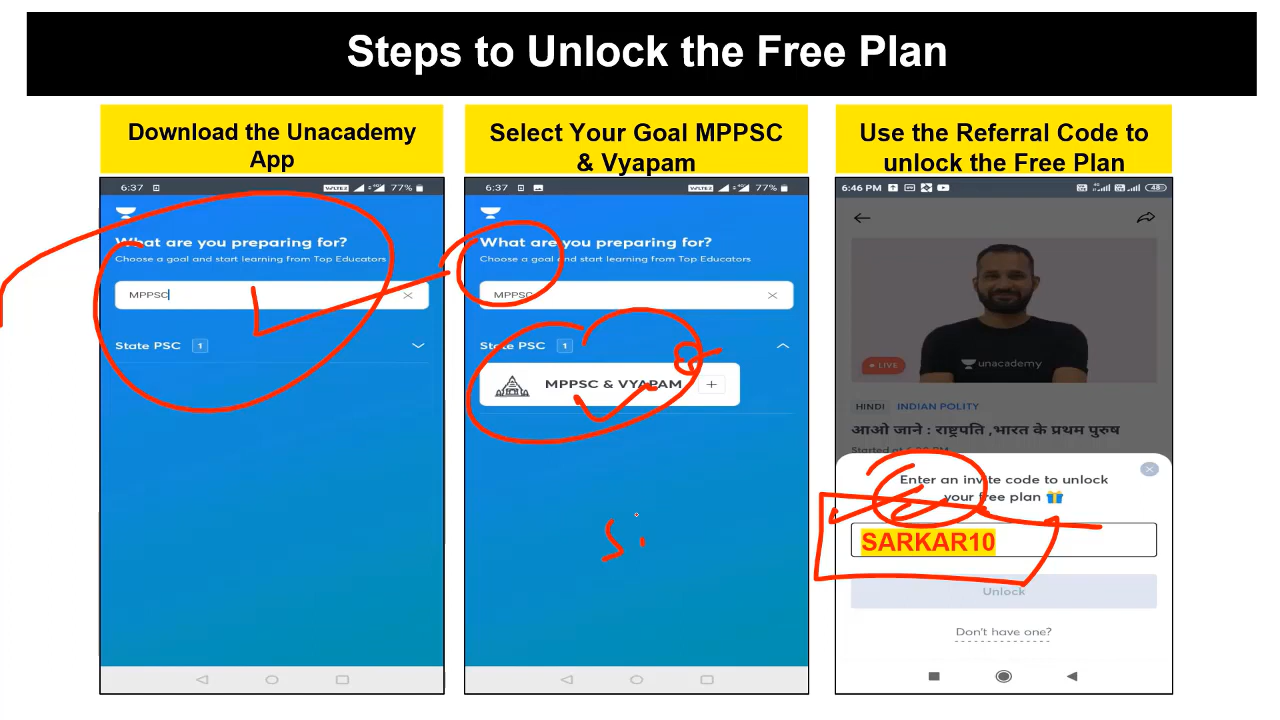 Steps to Unlock the Free Plan
Download the Unacademy
App
6:37
77%
What are you preparing for?
Choose a goal and start learning from Top Educators
MPPSC
State PSC 1
Select Your Goal MPPSC
& Vyapam
6:37
77%
What are you preparing for?
Choose a goal and start learning from Top Educators
MPPSC
State PSC 1
MPPSC & VYAPAM +
Use the Referral Code to
unlock the Free Plan
6:46 PM
48
unacademy
LIVE
HINDI INDIAN POLITY
आओ जाने : राष्ट्रपति ,भारत के प्रथम पुरुष
Started at
Enter an invite code to unlock
your free plan
SARKAR10
Unlock
Don't have one?